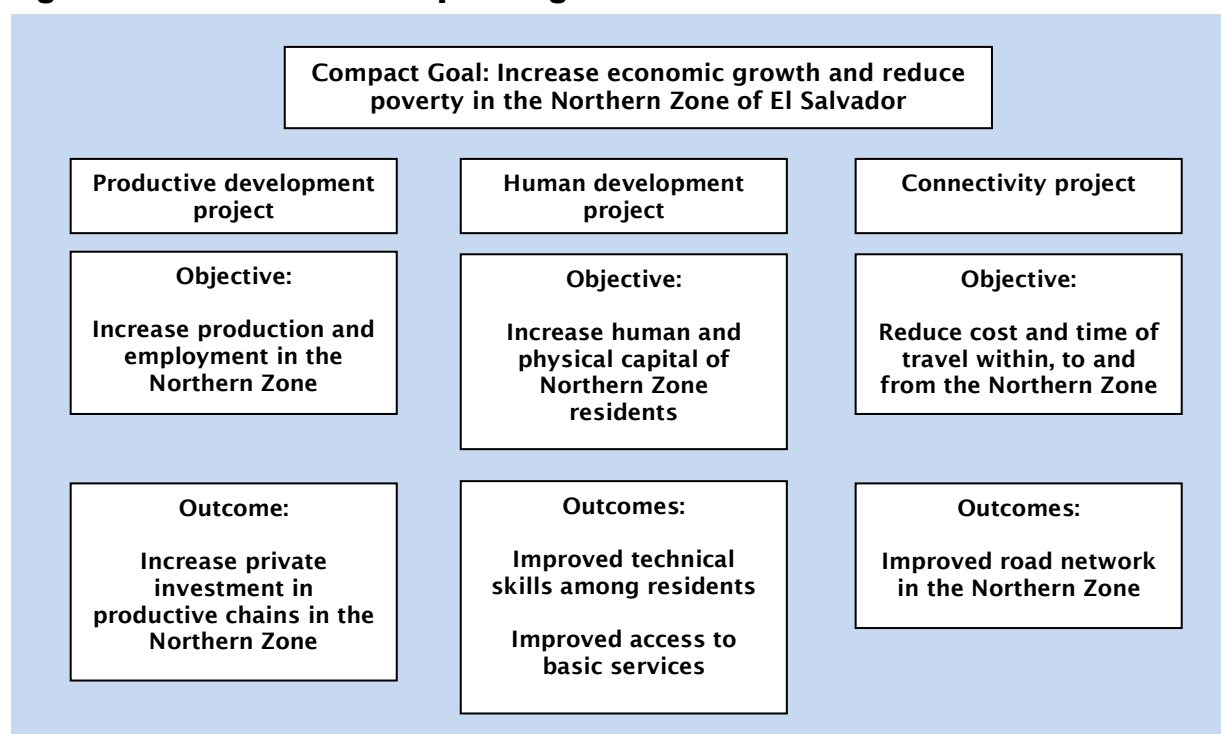 Compact Goal: Increase economic growth and reduce
poverty in the Northern Zone of El Salvador
Productive development
project
Objective:
Increase production and
employment in the
Northern Zone
Outcome:
Increase private
investment in
productive chains in the
Northern Zone
Human development
project
Objective:
Increase human and
physical capital of
Northern Zone
residents
Outcomes:
Improved technical
skills among residents
Improved access to
basic services
Connectivity project
Objective:
Reduce cost and time of
travel within, to and
from the Northern Zone
Outcomes:
Improved road network
in the Northern Zone